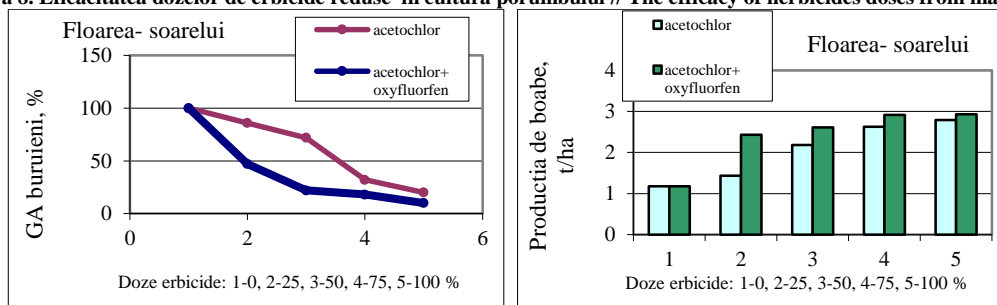 a 8. Eficacitatea dozelor de erbicide reduse în cultura porumbului // The efficacy of herbicides doses from ma
Floarea- soarelui
acetochlor
acetochlor+
oxyfluorfen
GA buruieni, %
150
100
50
0
0
2
4
6
Doze erbicide: 1-0, 2-25, 3-50, 4-75, 5-100 %
acetochlor
acetochlor+
oxyfluorfen
Floarea- soarelui
Productia de boabe,
t/ha
4
3
2
1
0
1
2
3
4
5
Doze erbicide: 1-0, 2-25, 3-50, 4-75, 5-100 %